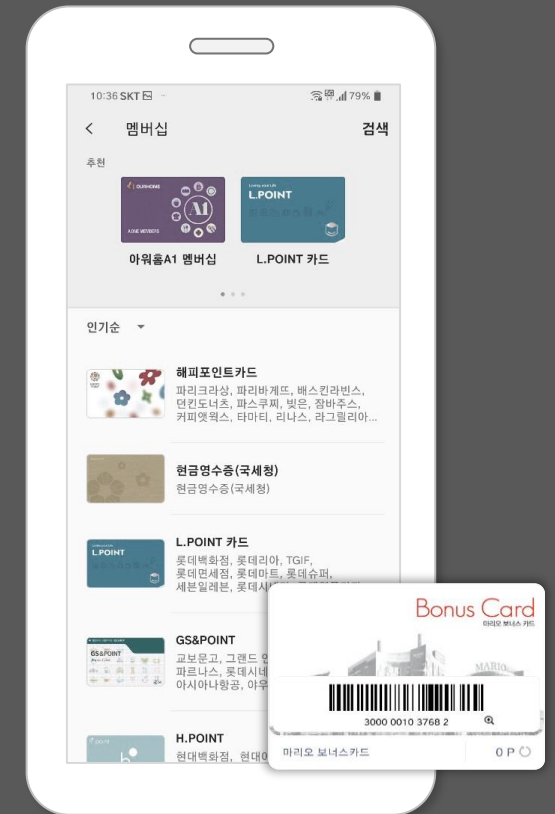 10:36 SKT
79%
멤버십
검색
추천
OURHOME
A1
A ONE MEMBERS
L.POINT
아워홈A1 멤버십
L.POINT 카드
인기순
해피포인트카드
파리크라상, 파리바게뜨, 배스킨라빈스,
던킨도너츠, 파스쿠찌, 빚은, 잠바주스,
커피앳웍스, 타마티, 리나스, 라그릴리아...
현금영수증(국세청)
현금영수증(국세청)
L.POINT
L.POINT 카드
롯데백화점, 롯데리아, TGIF,
롯데면세점, 롯데마트, 롯데슈퍼,
세븐일레븐, 롯데시
GS&POINT
GS&POINT
교보문고, 그랜드
파르나스, 롯데시네
아시아나항공, 야우
H.POINT
현대백화점, 현대
Bonus Card
마리오 보너스 카드
MARIO
3000 0010 3768 2
마리오 보너스카드
0 P